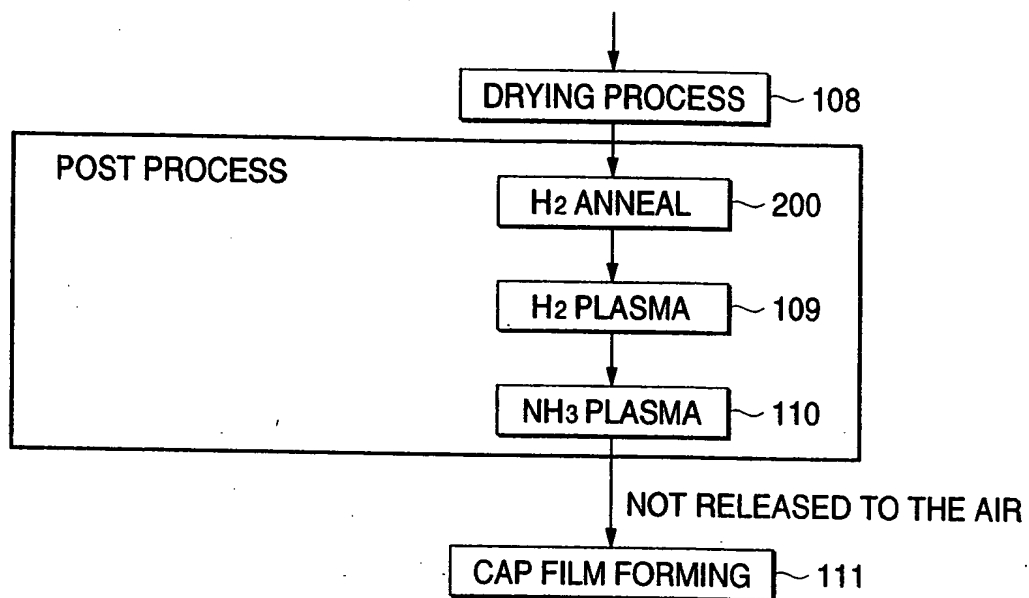 DRYING PROCESS 108
POST PROCESS
H2 ANNEAL 200
H2 PLASMA 109
NH3 PLASMA 110
NOT RELEASED TO THE AIR
CAP FILM FORMING 111